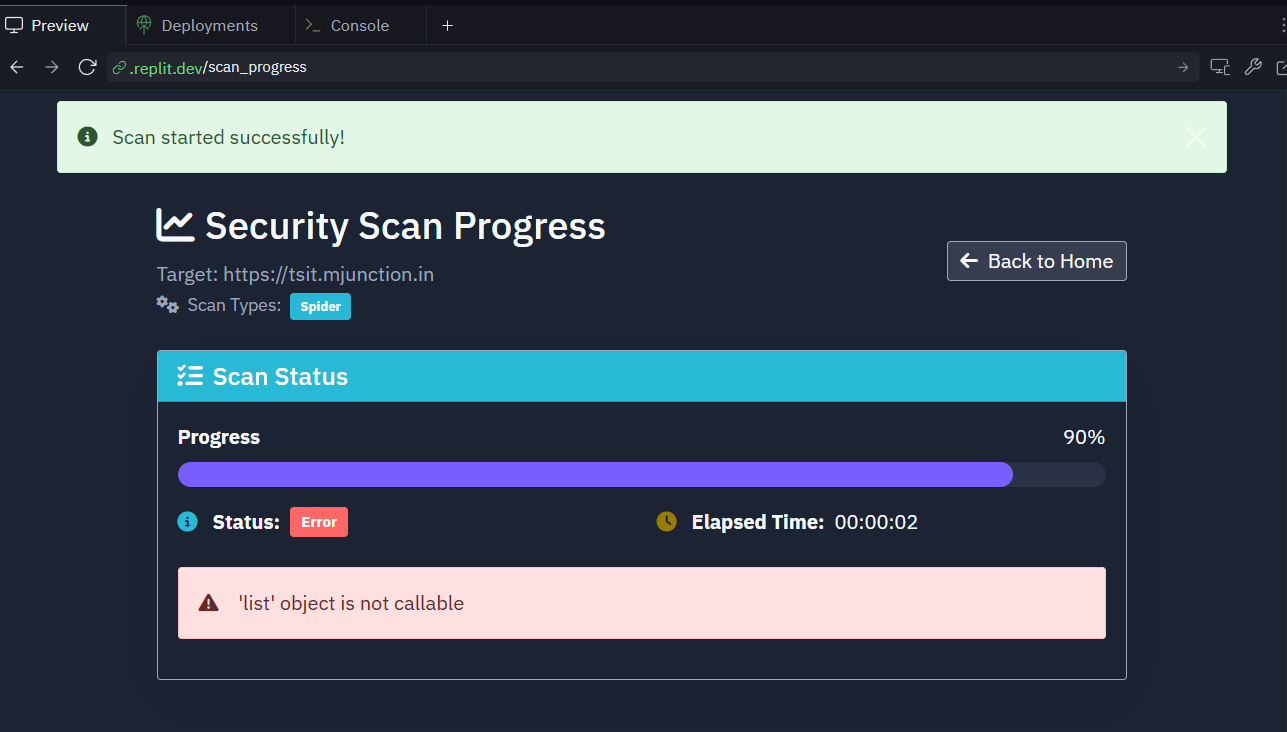 Preview
Deployments
Console
.replit.dev/scan_progress
Scan started successfully!
Security Scan Progress
Target: https://tsit.mjunction.in
Back to Home
Scan Types: Spider
Scan Status
Progress 90%
Status: Error Elapsed Time: 00:00:02
'list' object is not callable